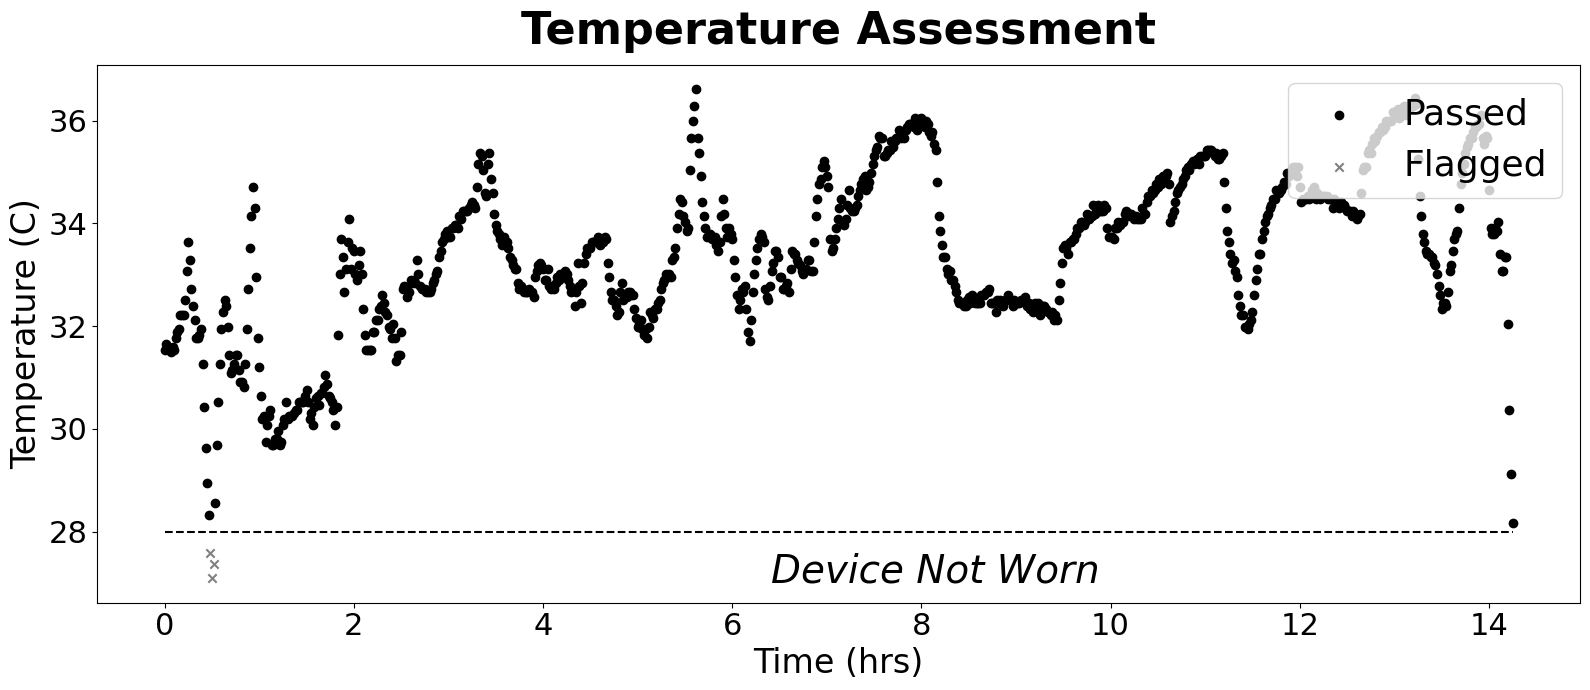 Temperature Assessment
Temperature (C)
36
34
32
30
28
Passed
Flagged
Device Not Worn
0 2 4 6 8 10 12 14
Time (hrs)